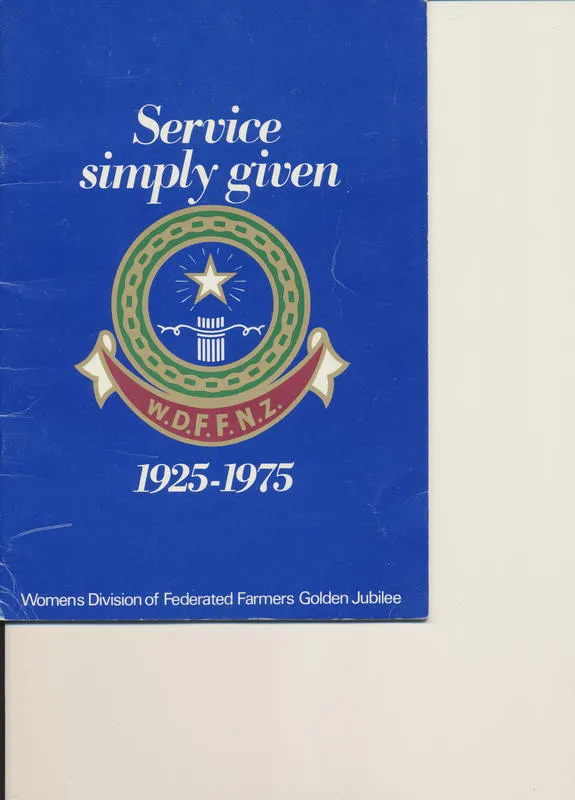 Service
simply given
W.D.F.F.N.Z.
1925-1975
Womens Division of Federated Farmers Golden Jubilee